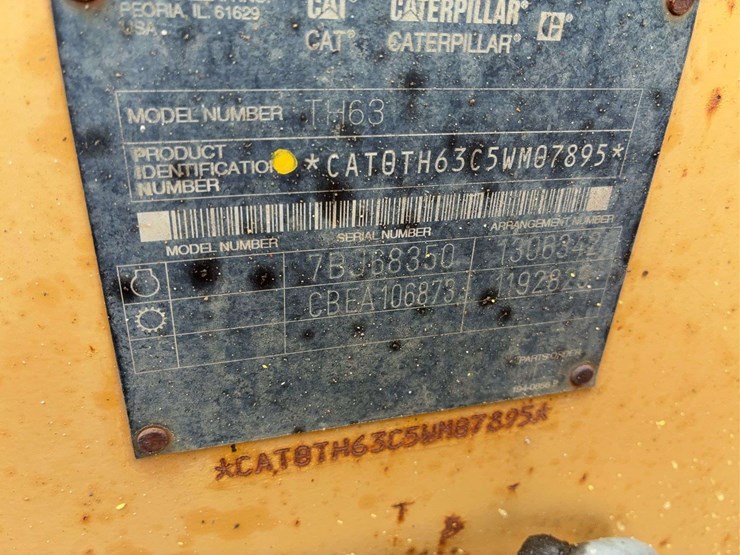 PEORIA, IL. 61629
USA
CAT CATERPILLAR
CAT® CATERPILLAR®
MODEL NUMBER TH63
PRODUCT IDENTIFICATION NUMBER *CAT0TH63C5WM07895*
MODEL NUMBER SERIAL NUMBER ARRANGEMENT NUMBER
7BJ68350
CBEA106873
*CAT0TH63C5WM07895*
T P